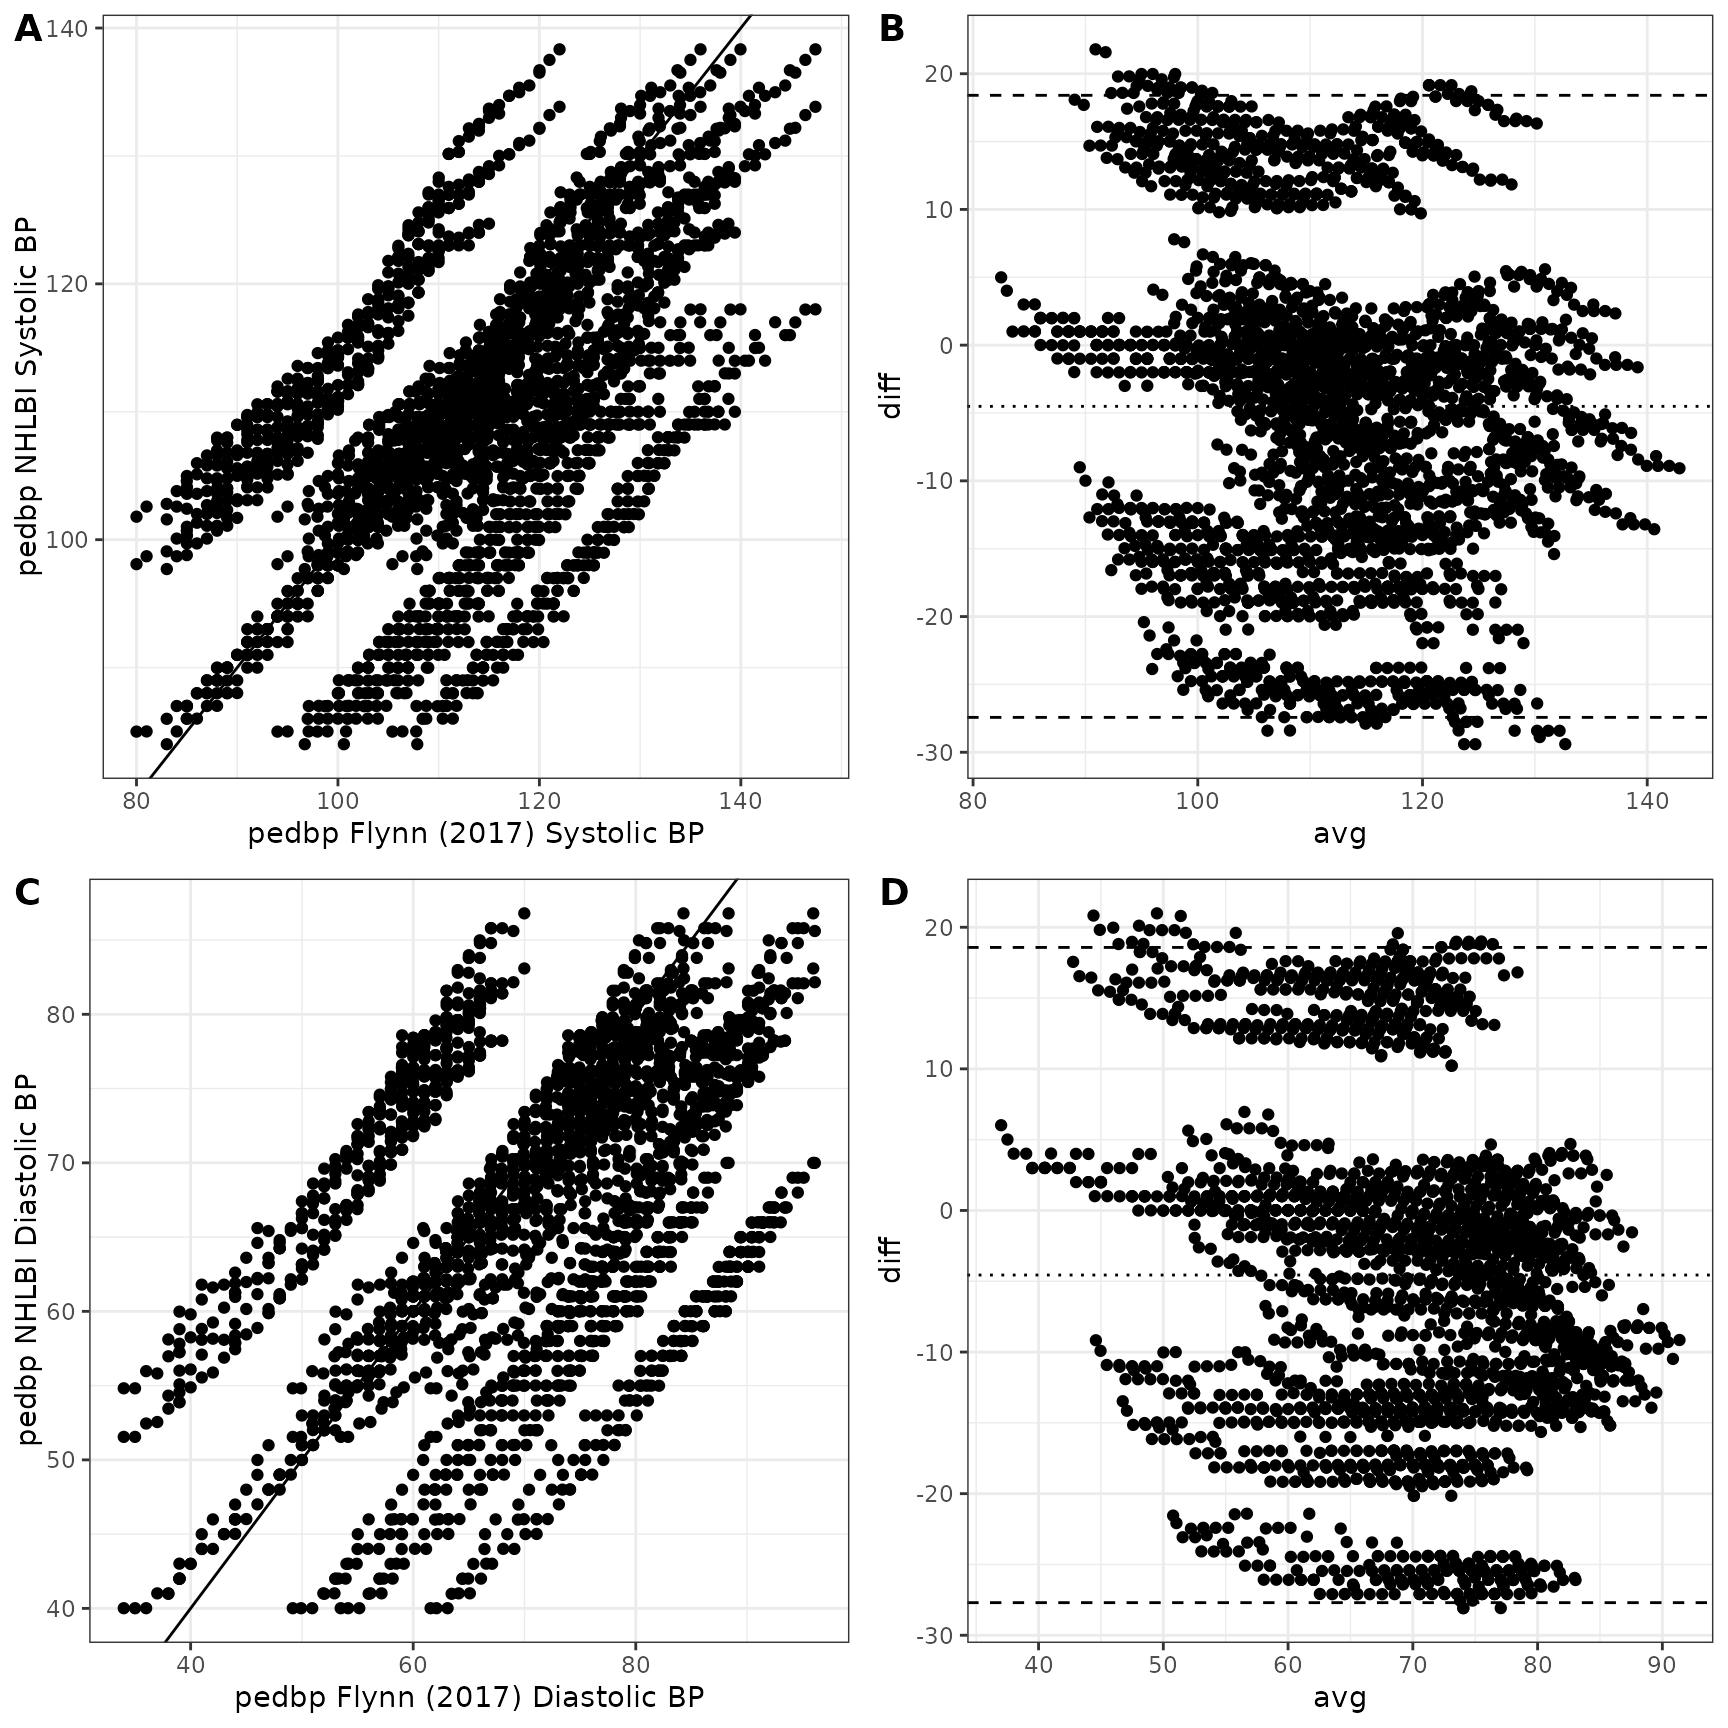 A
pedbp NHLBI Systolic BP
140
120
100
80 100 120 140
pedbp Flynn (2017) Systolic BP
B
diff
20
10
0
-10
-20
-30
80 100 120 140
avg
C
pedbp NHLBI Diastolic BP
80
70
60
50
40
40 60 80
pedbp Flynn (2017) Diastolic BP
D
diff
20
10
0
-10
-20
-30
40 50 60 70 80 90
avg